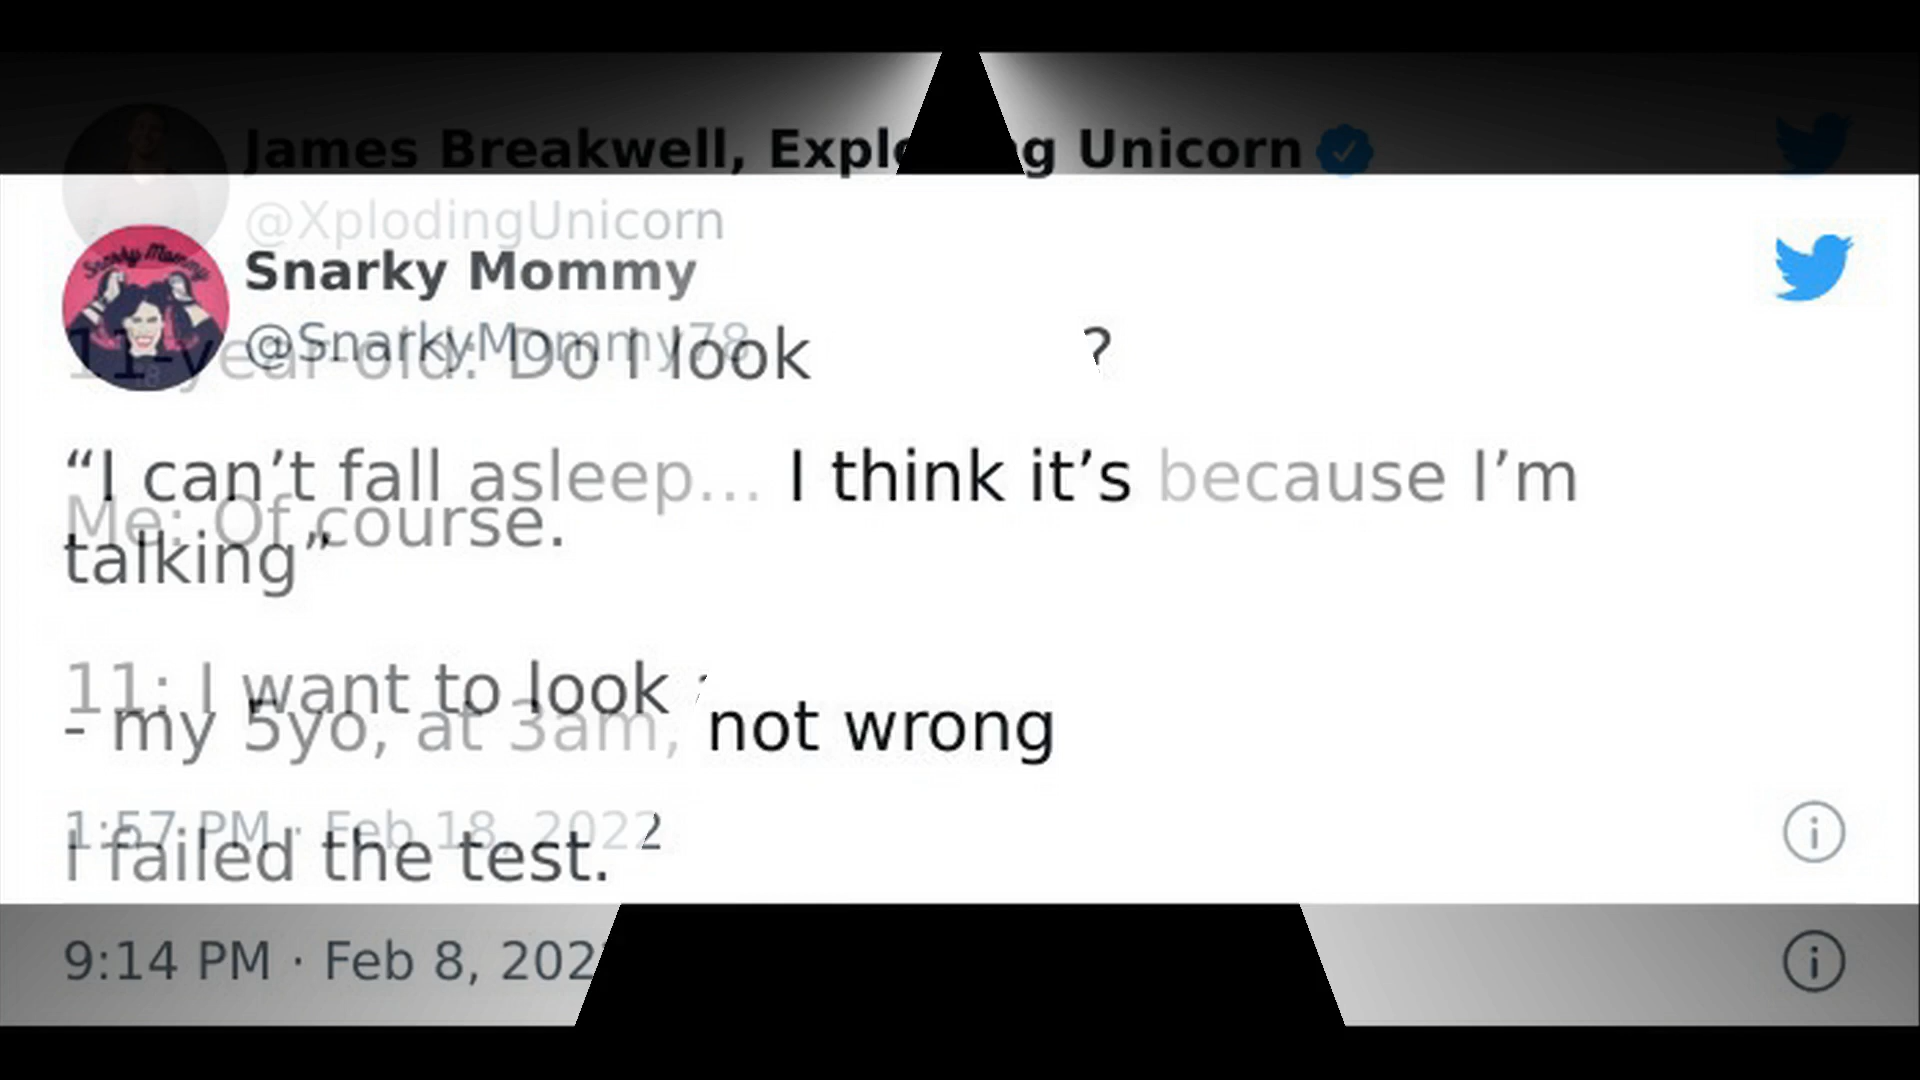 James Breakwell, Unicorn
@XplodingUnicorn
Snarky Mommy
@SnarkyMommy78
11-year-old: Do I look ?
“I can’t fall asleep... I think it’s because I’m
Me: Of course.
talking”
11: I want to look
- my 5yo, at 3am, not wrong
1:57 PM · Feb 18, 2022
I failed the test.
9:14 PM · Feb 8,